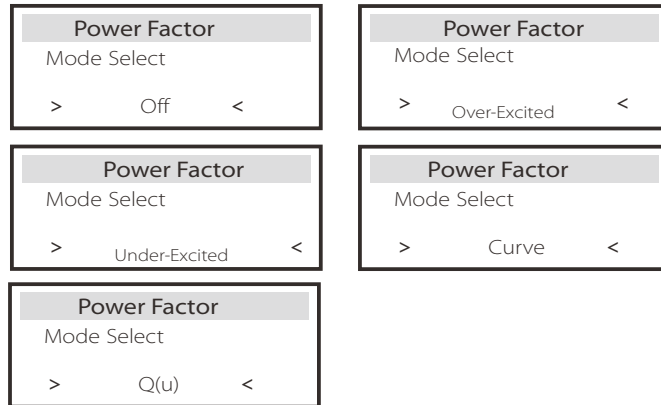 Power Factor
Mode Select
> Off <
Power Factor
Mode Select
> Over-Excited <
Power Factor
Mode Select
> Under-Excited <
Power Factor
Mode Select
> Curve <
Power Factor
Mode Select
> Q(u) <